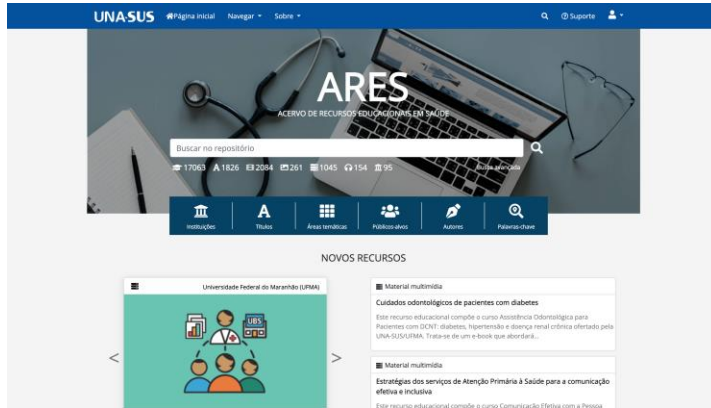 UNA-SUS Página inicial Navegar Sobre Suporte
ARES
ACERVO DE RECURSOS EDUCACIONAIS EM SAÚDE
Buscar no repositório
17063 1826 2084 261 1045 154 95 Busca avançada
Instituições Títulos Áreas temáticas Públicos-alvos Autores Palavras-chave
NOVOS RECURSOS
Universidade Federal do Maranhão (UFMA)
UBS
Material multimídia
Cuidados odontológicos de pacientes com diabetes
Este recurso educacional compõe o curso Assistência Odontológica para
Pacientes com DCNT: diabetes, hipertensão e doença renal crônica ofertado pela
UNA-SUS/UFMA. Trata-se de um e-book que abordará...
Material multimídia
Estratégias dos serviços de Atenção Primária à Saúde para a comunicação
efetiva e inclusiva
Este recurso educacional compõe o curso Comunicação Efetiva com a Pessoa